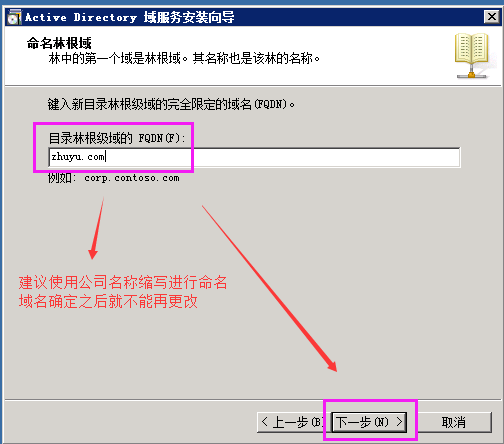 Active Directory 域服务安装向导
命名林根域
林中的第一个域是林根域。其名称也是该林的名称。
键入新目录林根级域的完全限定的域名(FQDN)。
目录林根级域的 FQDN(F):
zhuyu.com
例如: corp.contoso.com
建议使用公司名称缩写进行命名
域名确定之后就不能再更改
< 上一步(B 下一步(N) > 取消